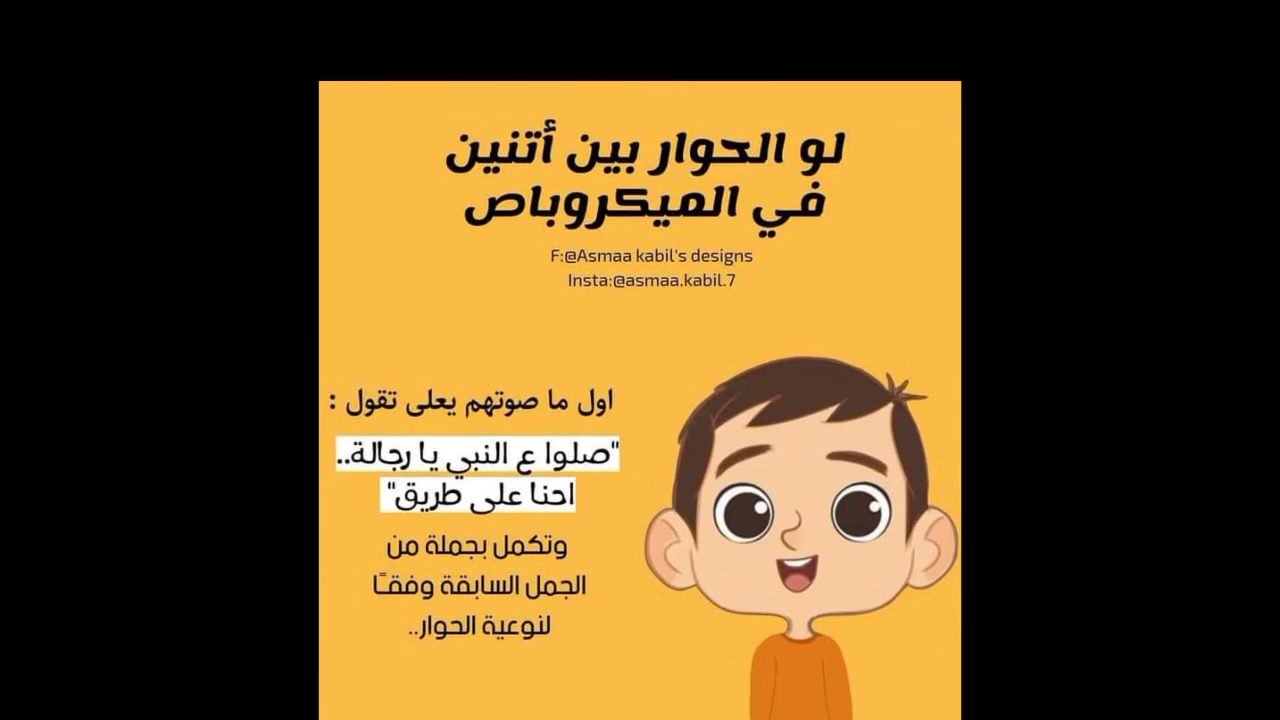 لو الحوار بين أتنين
في الميكروباص
F:@Asmaa kabil's designs
Insta:@asmaa.kabil.7
اول ما صوتهم يعلى تقول :
"صلوا ع النبي يا رجالة..
احنا على طريق"
وتكمل بجملة من
الجمل السابقة وفقـًا
لنوعية الحوار..